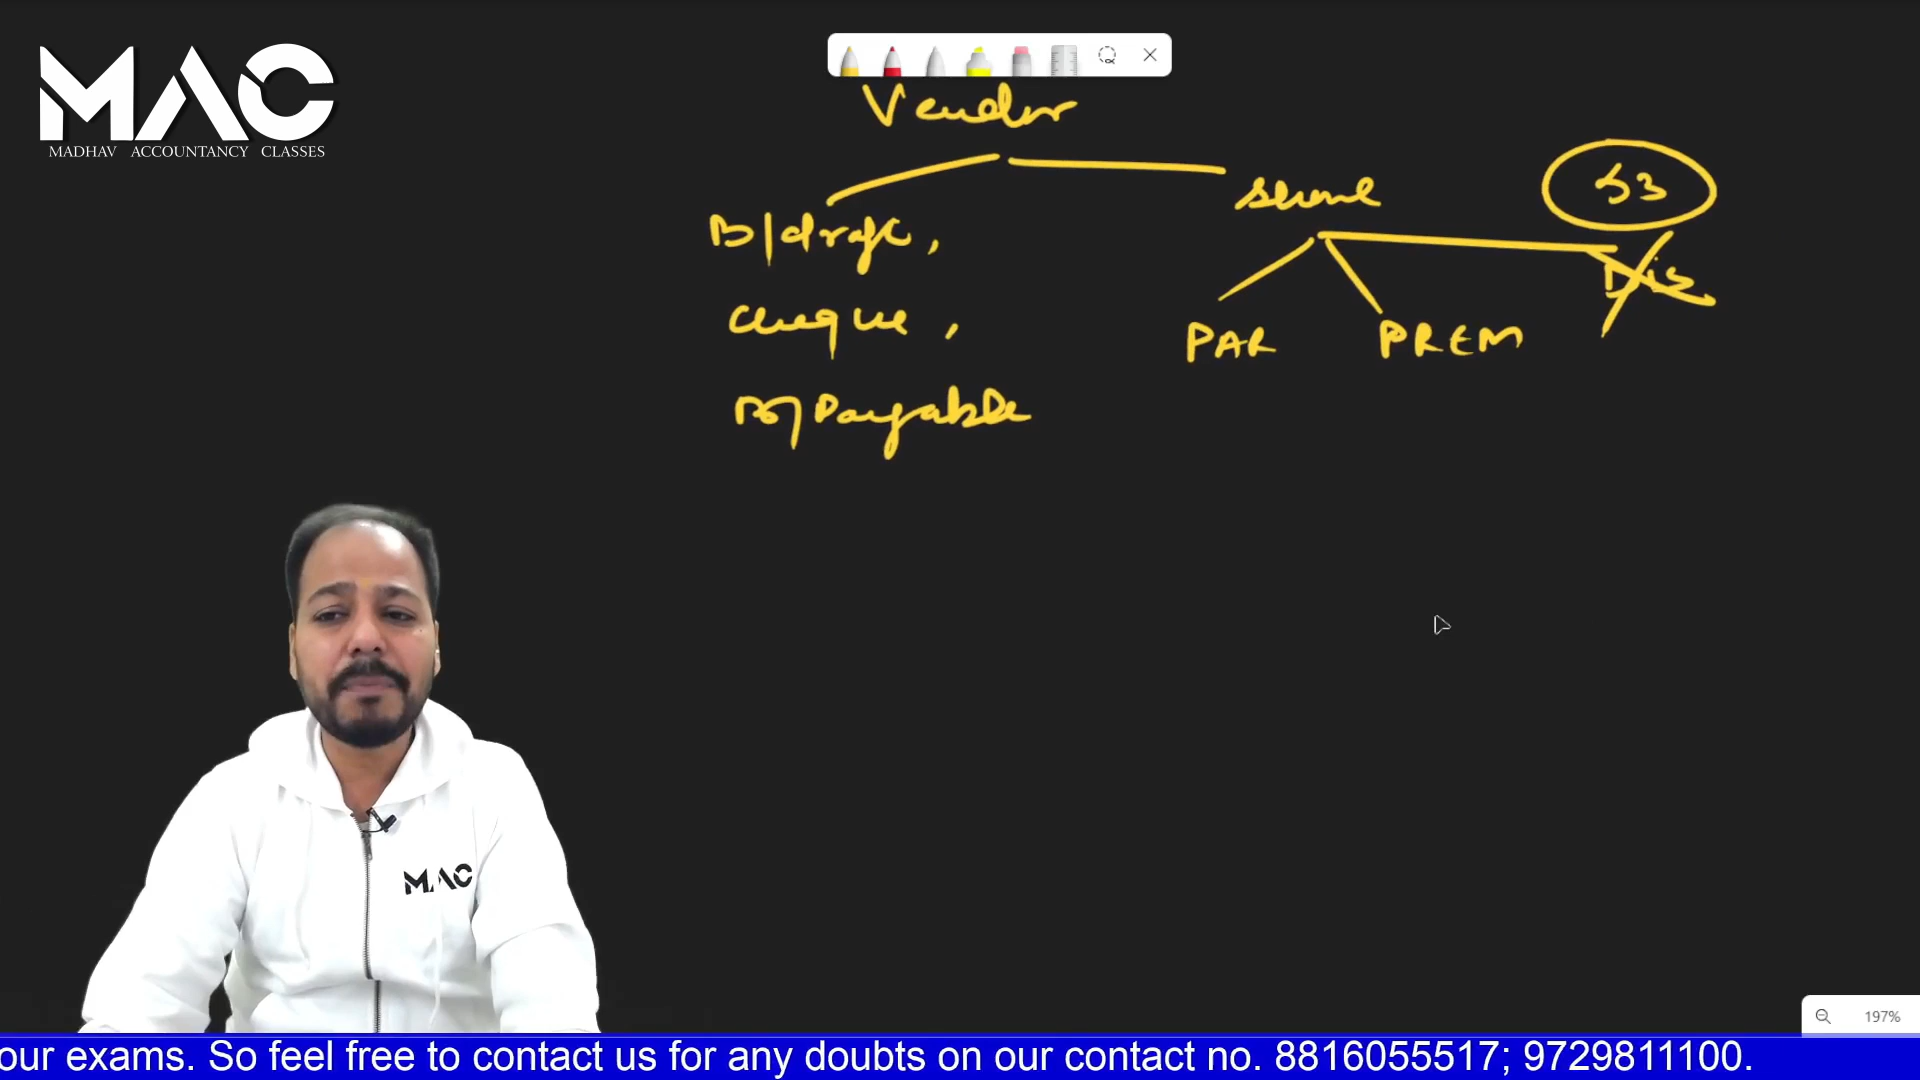 MAC
MADHAV ACCOUNTANCY CLASSES
Vendor
B/draft,
cheque,
B/Payable
share
53
PAR
PREM
Dis
MAC
197%
our exams. So feel free to contact us for any doubts on our contact no. 8816055517; 9729811100.